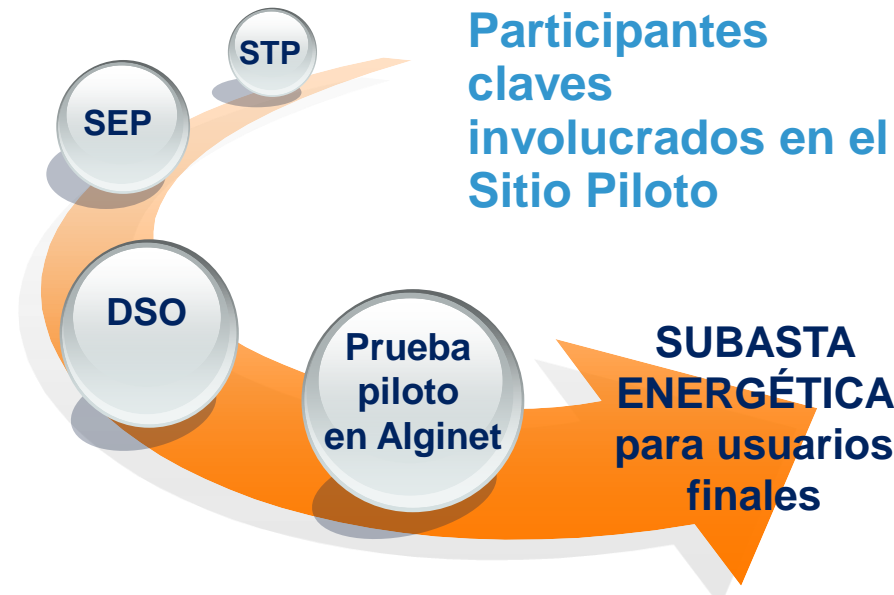 STP
Participantes
claves
involucrados en el
Sitio Piloto
SEP
DSO
Prueba
piloto
en Alginet
SUBASTA
ENERGÉTICA
para usuarios
finales